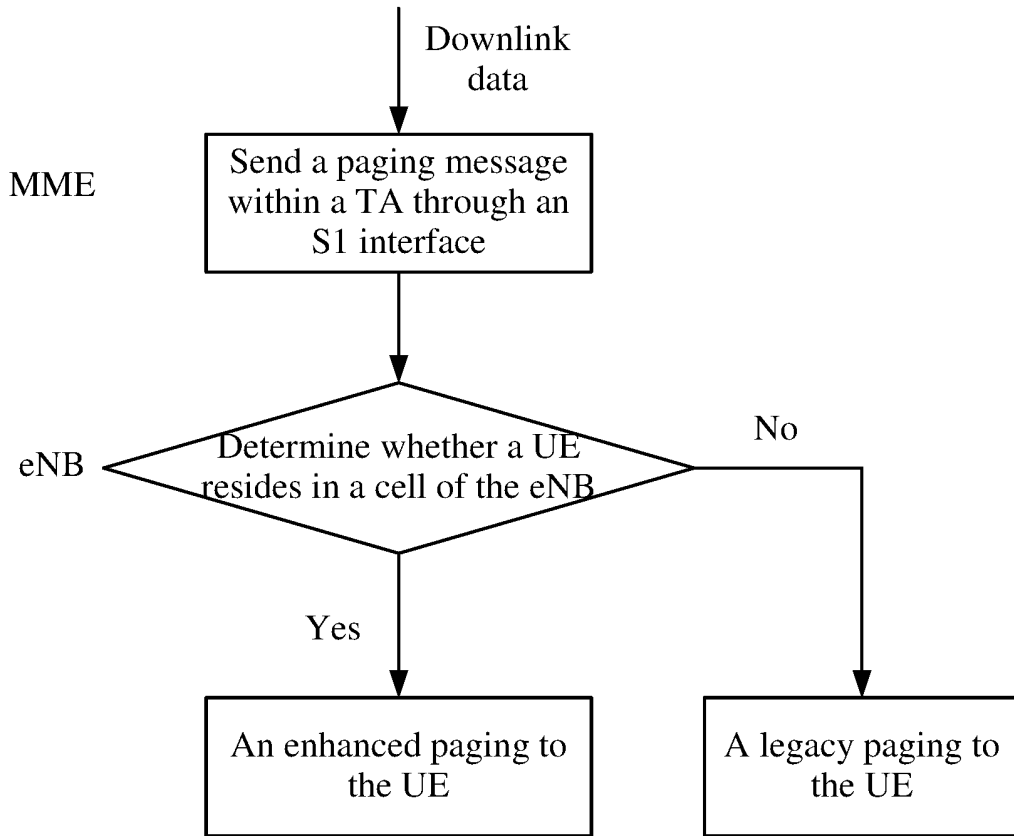 Downlink
data
MME
Send a paging message
within a TA through an
S1 interface
eNB
Determine whether a UE
resides in a cell of the eNB
No
Yes
An enhanced paging to
the UE
A legacy paging to
the UE